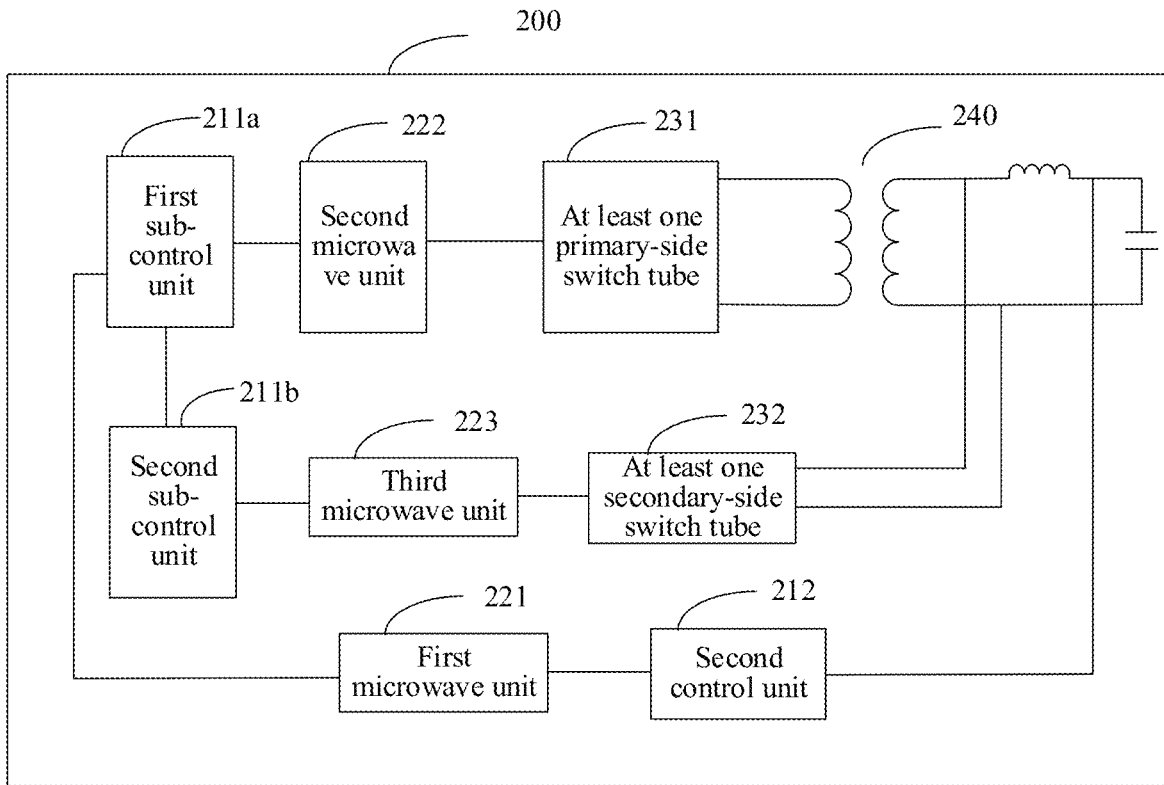 200
211a
222
231
240
First
sub-
control
unit
Second
microwa
ve unit
At least one
primary-side
switch tube
211b
223
232
Second
sub-
control
unit
Third
microwave unit
At least one
secondary-side
switch tube
221
212
First
microwave unit
Second
control unit